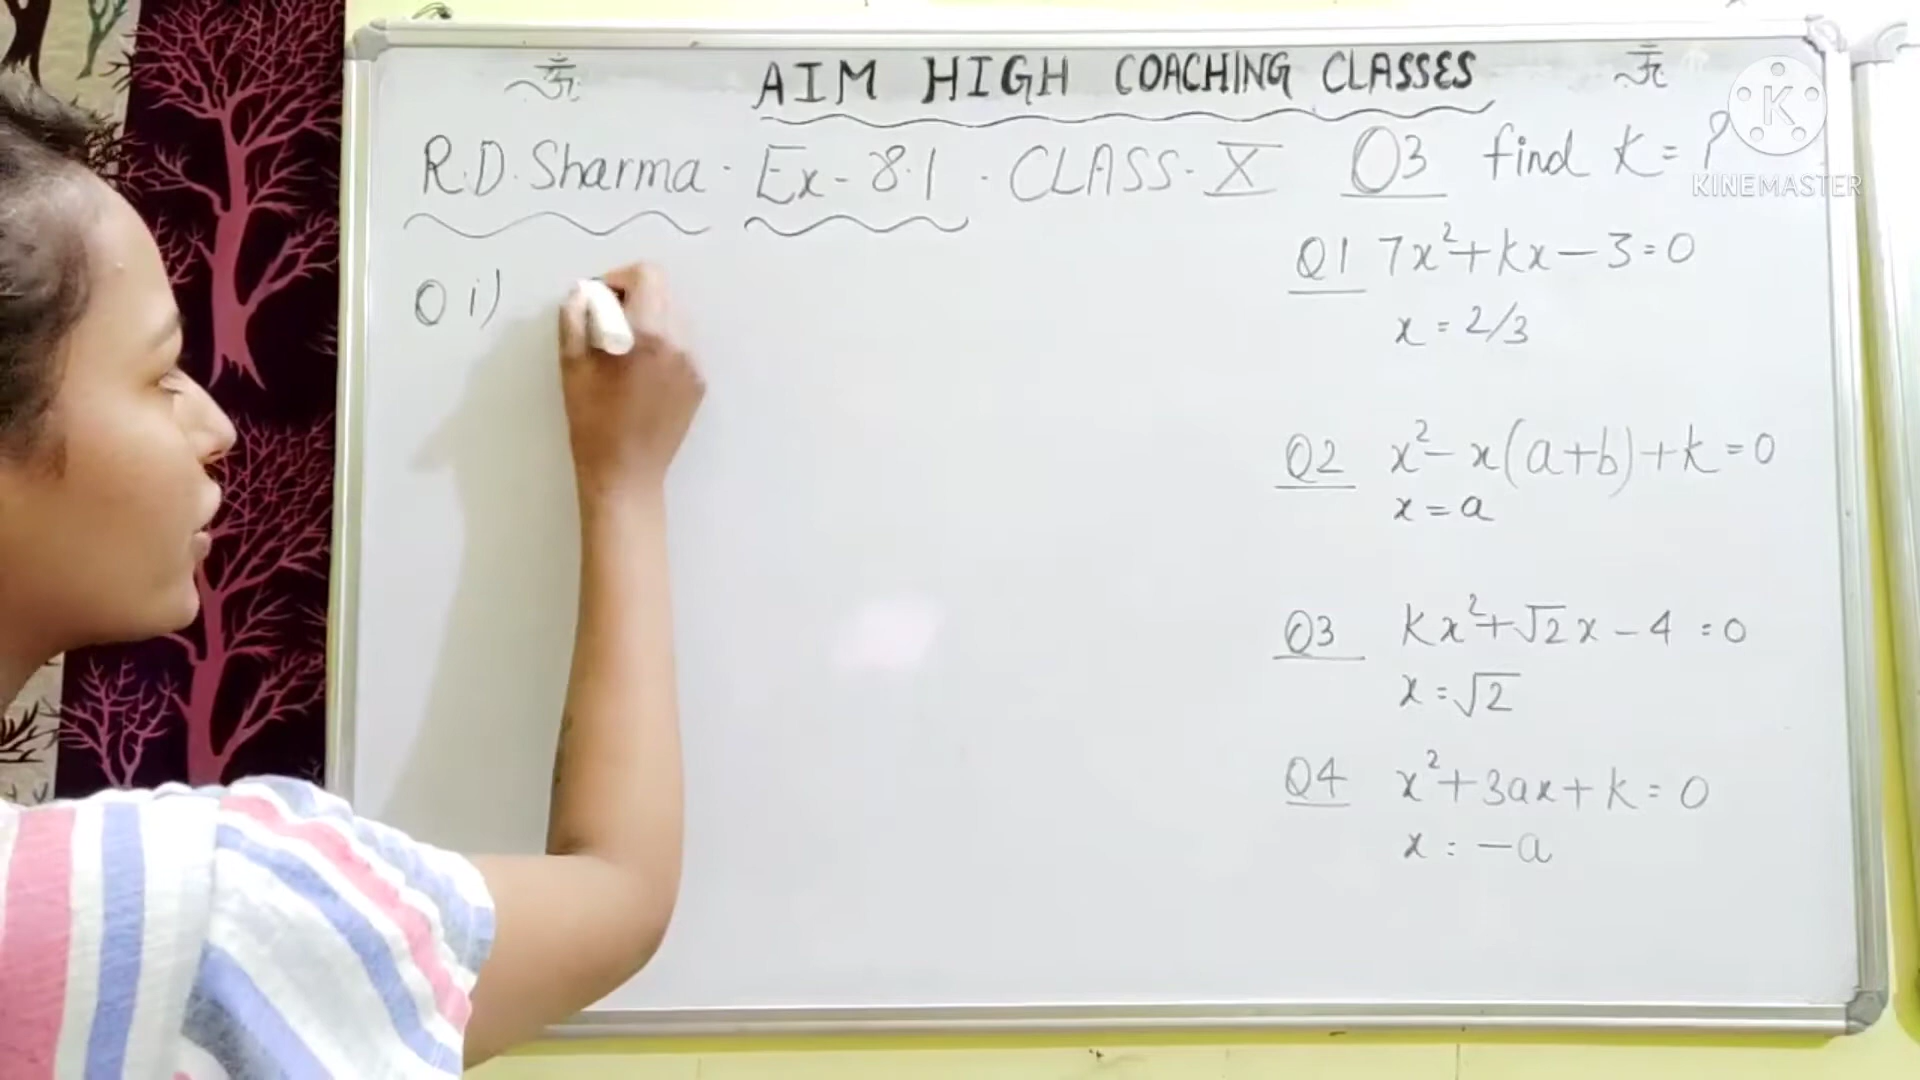 ॐ AIM HIGH COACHING CLASSES ॐ
R.D. Sharma · Ex - 8.1 · CLASS - X Q3 find K = ?
KINEMASTER
Q i)
Q1 7x²+kx-3=0
x = 2/3
Q2 x²- x(a+b)+k=0
x = a
Q3 Kx²+√2x-4=0
x = √2
Q4 x²+3ax+k=0
x = -a